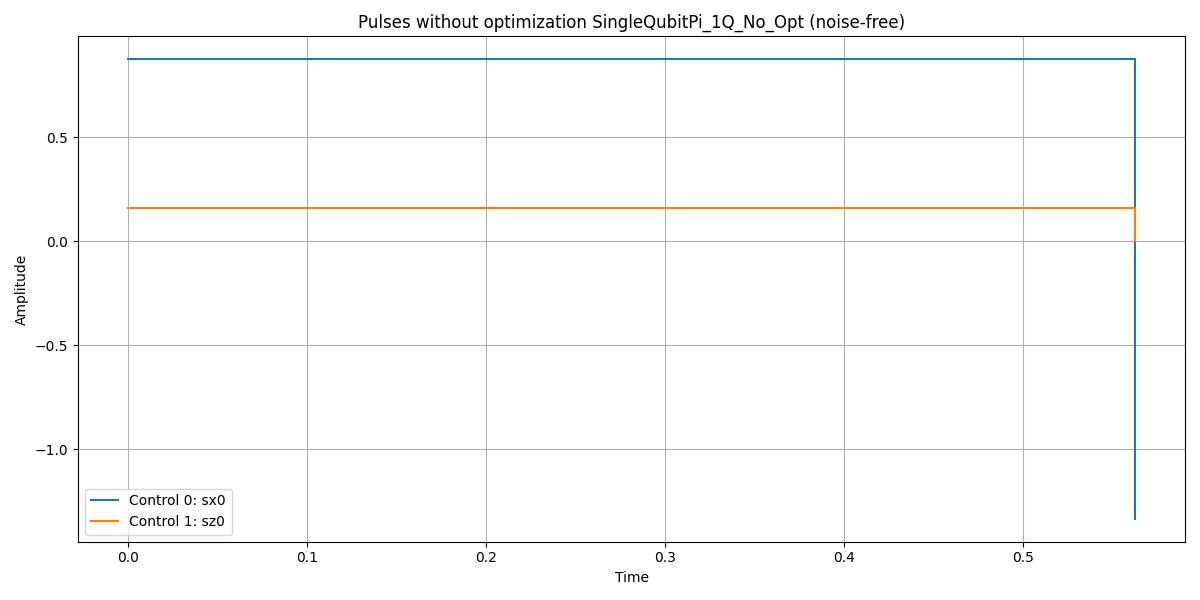 Pulses without optimization SingleQubitPi_1Q_No_Opt (noise-free)
Amplitude
0.5
0.0
−0.5
−1.0
Control 0: sx0
Control 1: sz0
0.0 0.1 0.2 0.3 0.4 0.5
Time